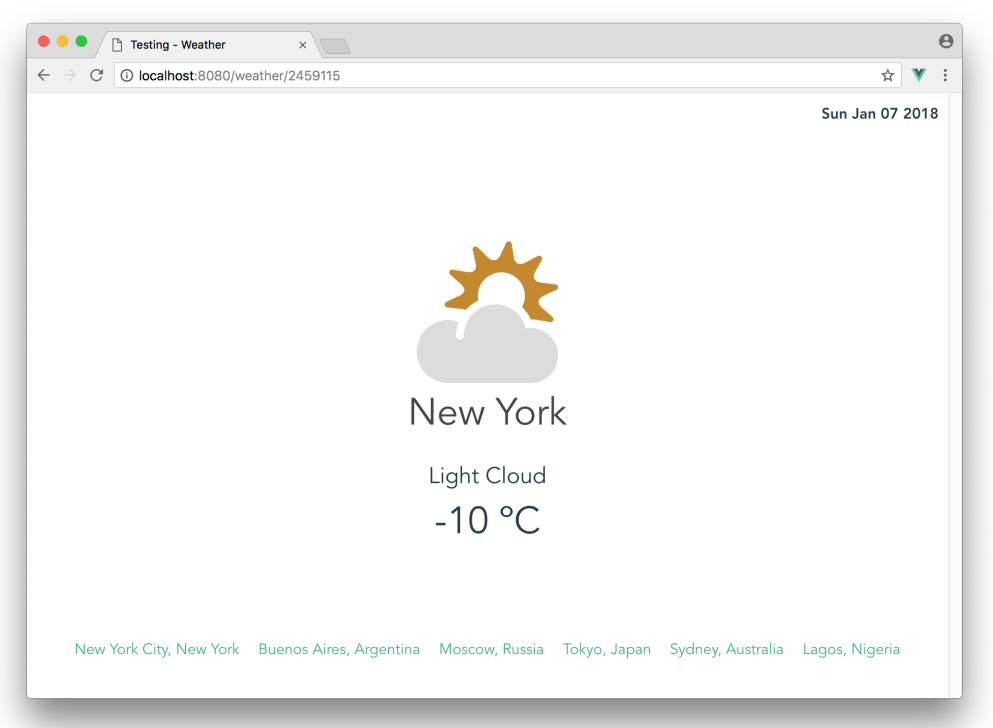 Testing - Weather
localhost:8080/weather/2459115
Sun Jan 07 2018
New York
Light Cloud
-10 °C
New York City, New York Buenos Aires, Argentina Moscow, Russia Tokyo, Japan Sydney, Australia Lagos, Nigeria